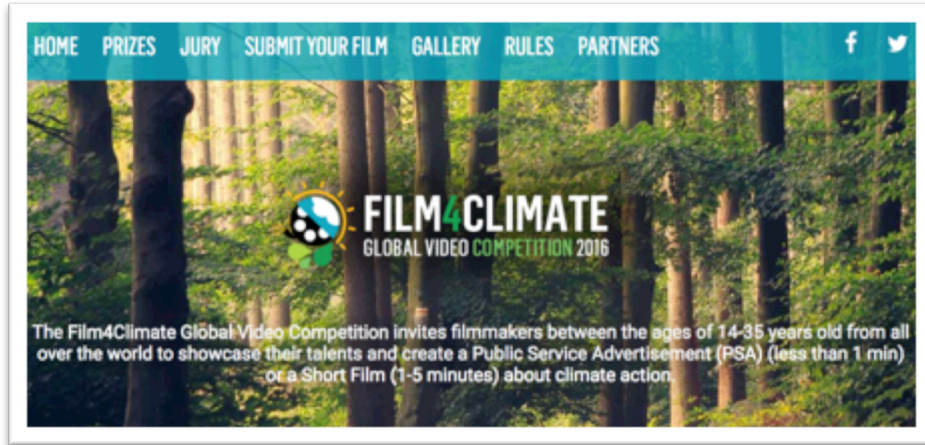 HOME PRIZES JURY SUBMIT YOUR FILM GALLERY RULES PARTNERS
FILM4CLIMATE
GLOBAL VIDEO COMPETITION 2016
The Film4Climate Global Video Competition invites filmmakers between the ages of 14-35 years old from all
over the world to showcase their talents and create a Public Service Advertisement (PSA) (less than 1 min)
or a Short Film (1-5 minutes) about climate action.